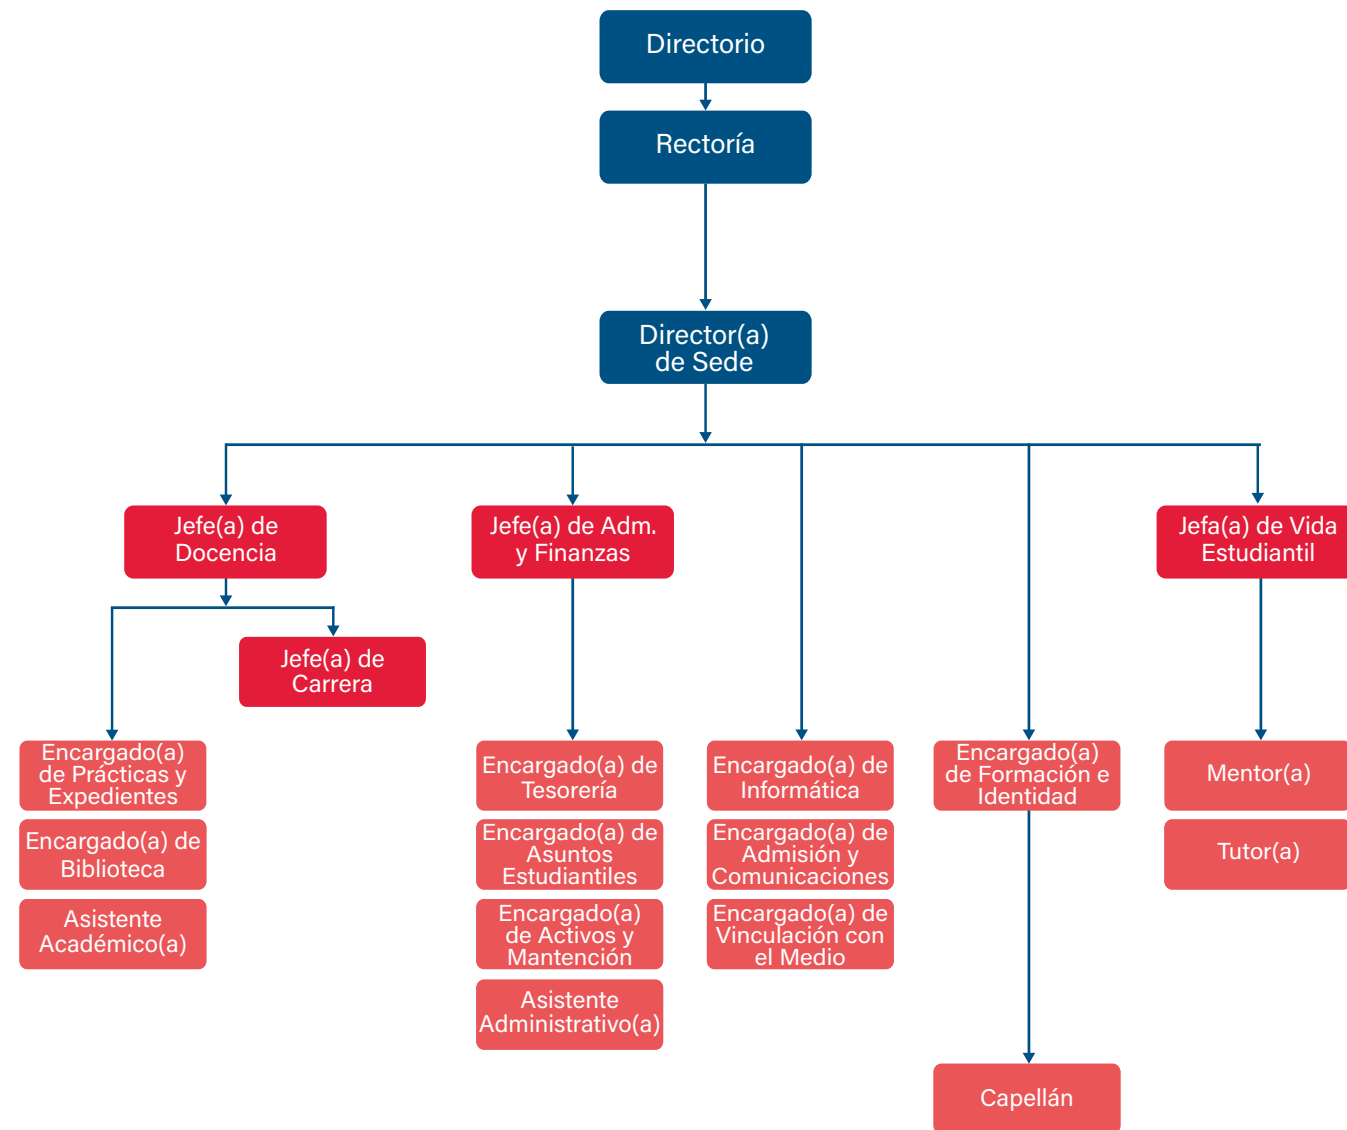 Directorio
Rectoría
Director(a)
de Sede
Jefe(a) de
Docencia
Jefe(a) de Adm.
y Finanzas
Jefa(a) de Vida
Estudiantil
Jefe(a) de
Carrera
Encargado(a)
de Prácticas y
Expedientes
Encargado(a) de
Biblioteca
Asistente
Académico(a)
Encargado(a) de
Tesorería
Encargado(a) de
Asuntos
Estudiantiles
Encargado(a)
de Activos y
Mantención
Asistente
Administrativo(a)
Encargado(a) de
Informática
Encargado(a) de
Admisión y
Comunicaciones
Encargado(a) de
Vinculación con
el Medio
Encargado(a)
de Formación e
Identidad
Capellán
Mentor(a)
Tutor(a)